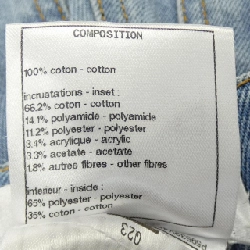 COMPOSITION
100% coton - cotton
incrustations - inset :
66.2% coton - cotton
14.1% polyamide - polyamide
11.2% polyester - polyester
3.4% acrylique - acrylic
3.3% acetate - acetate
1.8% autres fibres - other fibres
interieur - inside :
65% polyester - polyester
35% coton - cotton
023